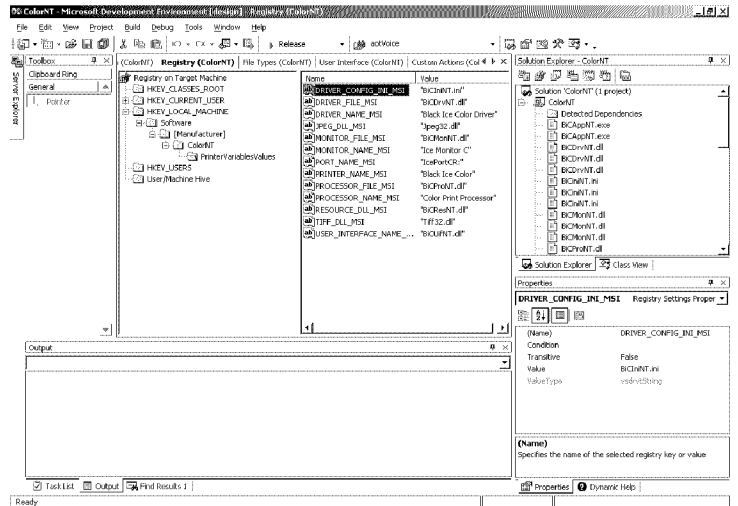 ColorNT - Microsoft Development Environment [design] - Registry (ColorNT)
File Edit View Project Build Debug Tools Window Help
Release aotVoice
Toolbox
Clipboard Ring
General
Pointer
Server Explorer
(ColorNT) Registry (ColorNT) File Types (ColorNT) User Interface (ColorNT) Custom Actions (Col
Registry on Target Machine
HKEY_CLASSES_ROOT
HKEY_CURRENT_USER
HKEY_LOCAL_MACHINE
Software
[Manufacturer]
ColorNT
PrinterVariablesValues
HKEY_USERS
User/Machine Hive
Name Value
DRIVER_CONFIG_INI_MSI "BiCIniNT.ini"
DRIVER_FILE_MSI "BiCDrvNT.dll"
DRIVER_NAME_MSI "Black Ice Color Driver"
JPEG_DLL_MSI "Jpeg32.dll"
MONITOR_FILE_MSI "BiCMonNT.dll"
MONITOR_NAME_MSI "Ice Monitor C"
PORT_NAME_MSI "IcePortCR:"
PRINTER_NAME_MSI "Black Ice Color"
PROCESSOR_FILE_MSI "BiCProNT.dll"
PROCESSOR_NAME_MSI "Color Print Processor"
RESOURCE_DLL_MSI "BiCResNT.dll"
TIFF_DLL_MSI "Tiff32.dll"
USER_INTERFACE_NAME_... "BiCUifNT.dll"
Solution Explorer - ColorNT
Solution 'ColorNT' (1 project)
ColorNT
Detected Dependencies
BiCAppNT.exe
BiCAppNT.exe
BiCDrvNT.dll
BiCDrvNT.dll
BiCDrvNT.dll
BiCIniNT.ini
BiCIniNT.ini
BiCIniNT.ini
BiCMonNT.dll
BiCMonNT.dll
BiCMonNT.dll
BiCProNT.dll
Solution Explorer Class View
Properties
DRIVER_CONFIG_INI_MSI Registry Settings Proper
(Name) DRIVER_CONFIG_INI_MSI
Condition
Transitive False
Value BiCIniNT.ini
ValueType vsdrvtString
(Name)
Specifies the name of the selected registry key or value
Properties Dynamic Help
Output
Task List Output Find Results 1
Ready